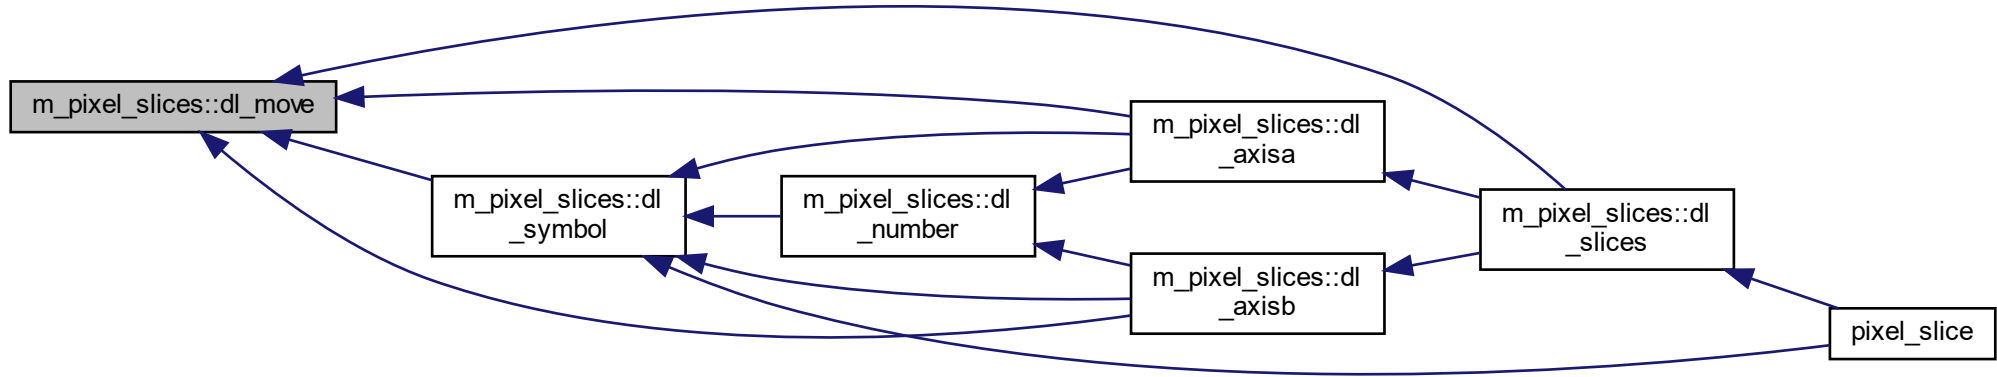 m_pixel_slices::dl_move
m_pixel_slices::dl
_symbol
m_pixel_slices::dl
_number
m_pixel_slices::dl
_axisa
m_pixel_slices::dl
_axisb
m_pixel_slices::dl
_slices
pixel_slice